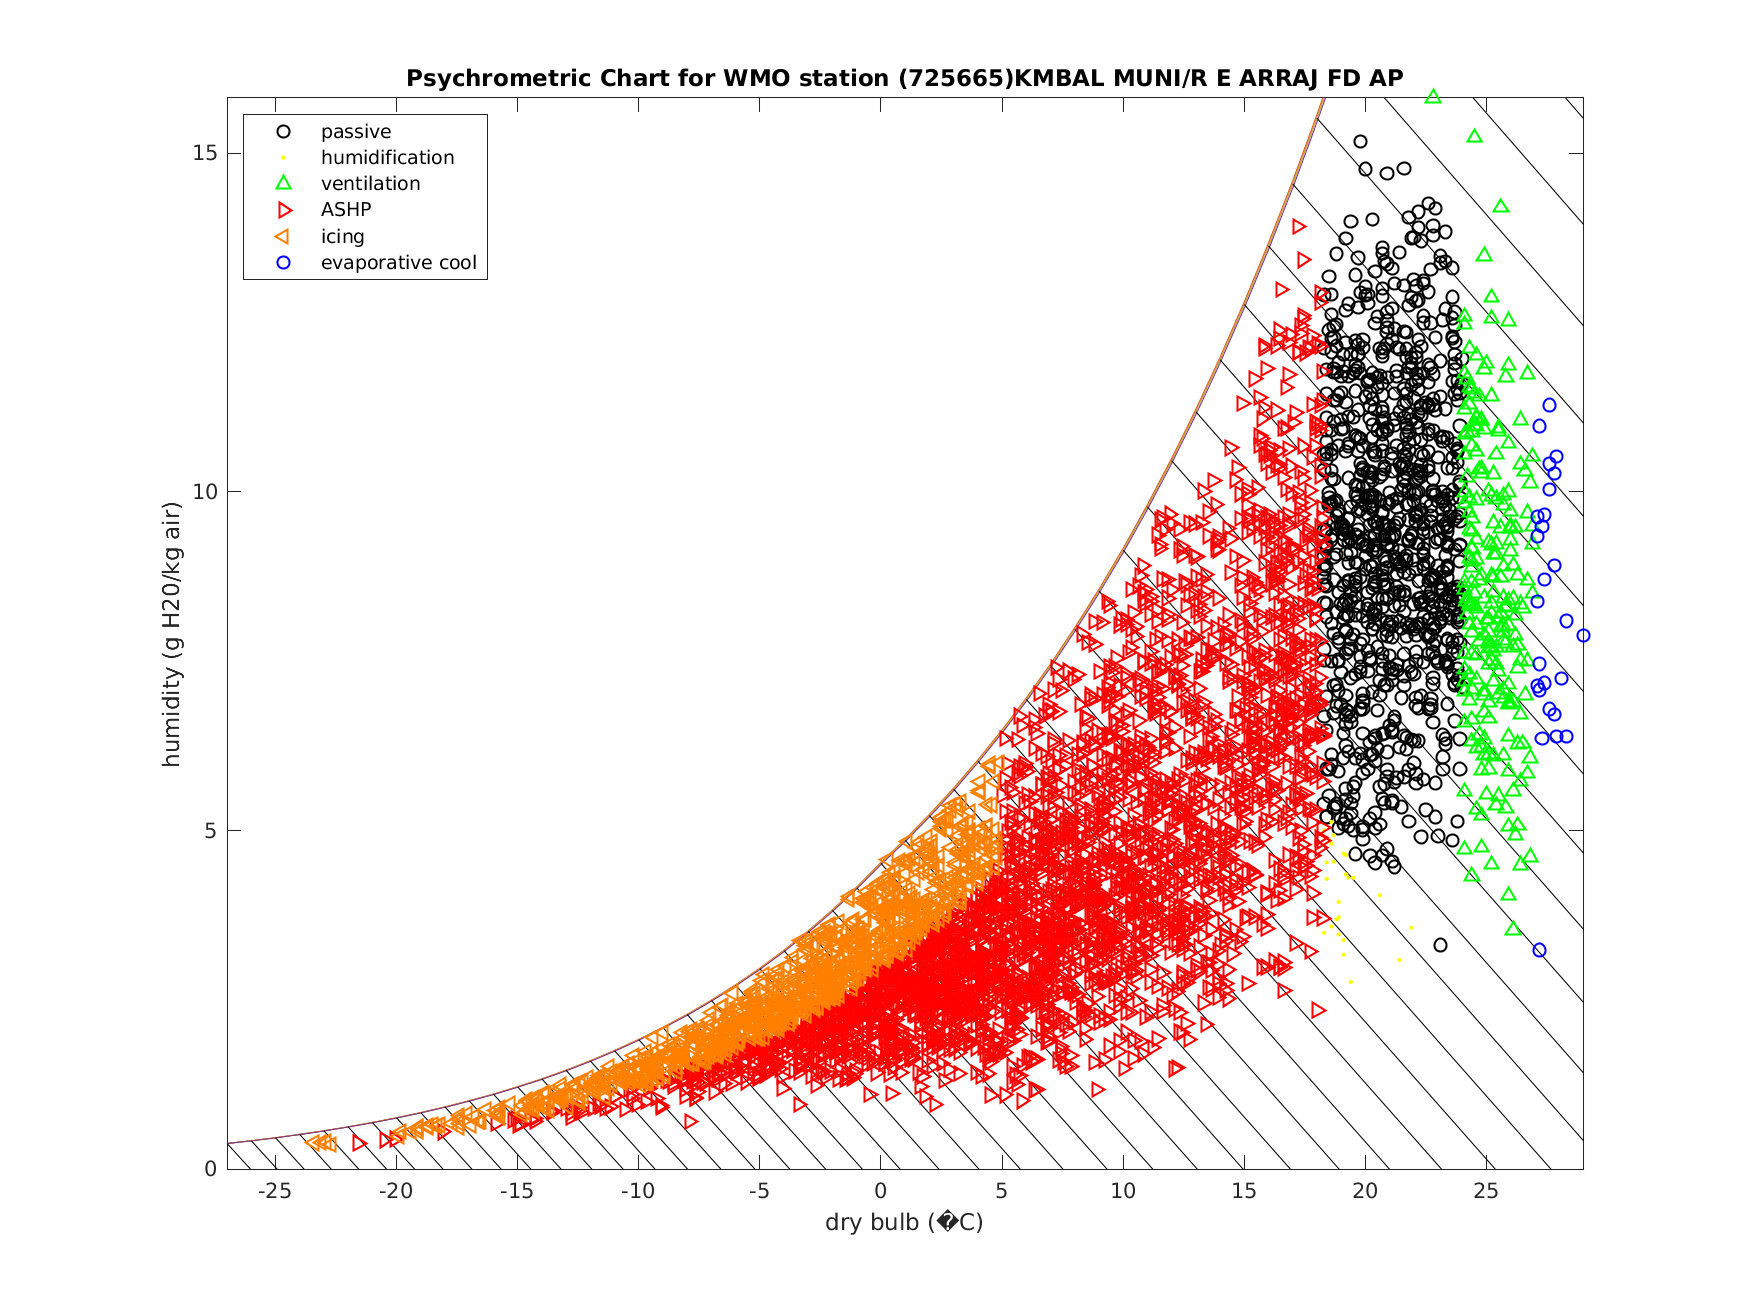 Psychrometric Chart for WMO station (725665)KMBAL MUNI/R E ARRAJ FD AP
passive
humidification
ventilation
ASHP
icing
evaporative cool
15
10
5
0
humidity (g H20/kg air)
-25 -20 -15 -10 -5 0 5 10 15 20 25
dry bulb (�C)